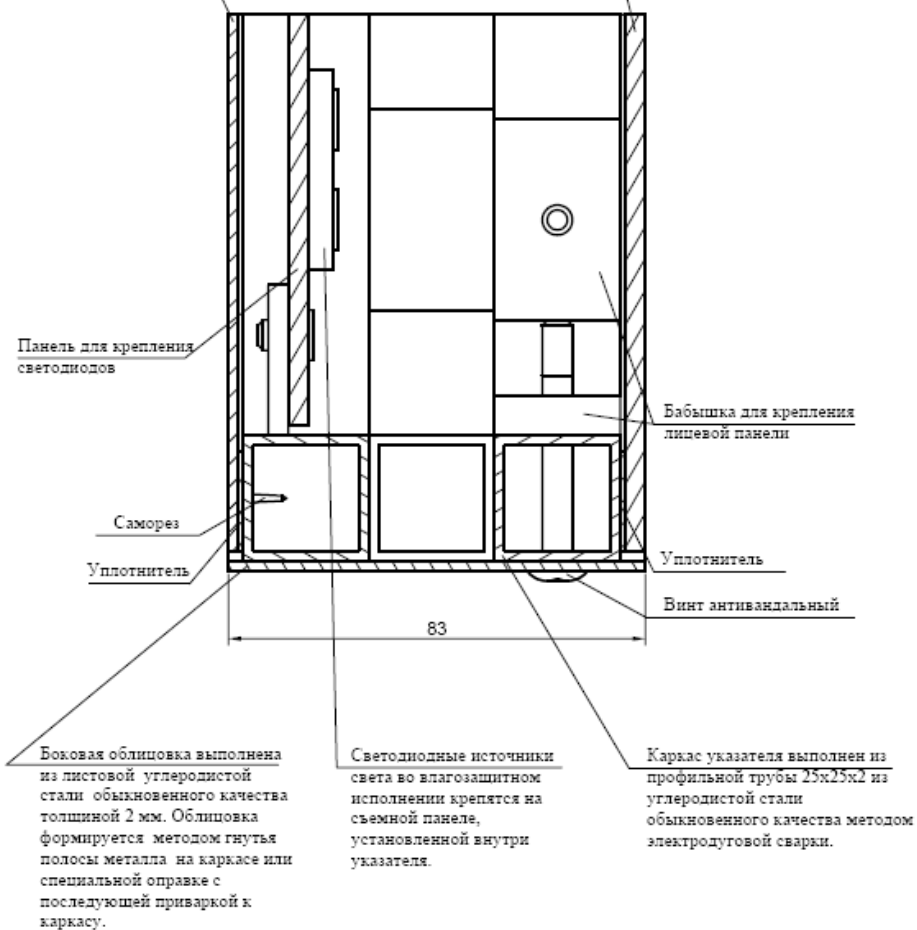 Панель для крепления
светодиодов
Бабышка для крепления
лицевой панели
Саморез
Уплотнитель
Уплотнитель
Винт антивандальный
83
Боковая облицовка выполнена
из листовой углеродистой
стали обыкновенного качества
толщиной 2 мм. Облицовка
формируется методом гнутья
полосы металла на каркасе или
специальной оправке с
последующей приваркой к
каркасу.
Светодиодные источники
света во влагозашитном
исполнении крепятся на
съемной панеле,
установленной внутри
указателя.
Каркас указателя выполнен из
профильной трубы 25х25х2 из
углеродистой стали
обыкновенного качества методом
электродуговой сварки.